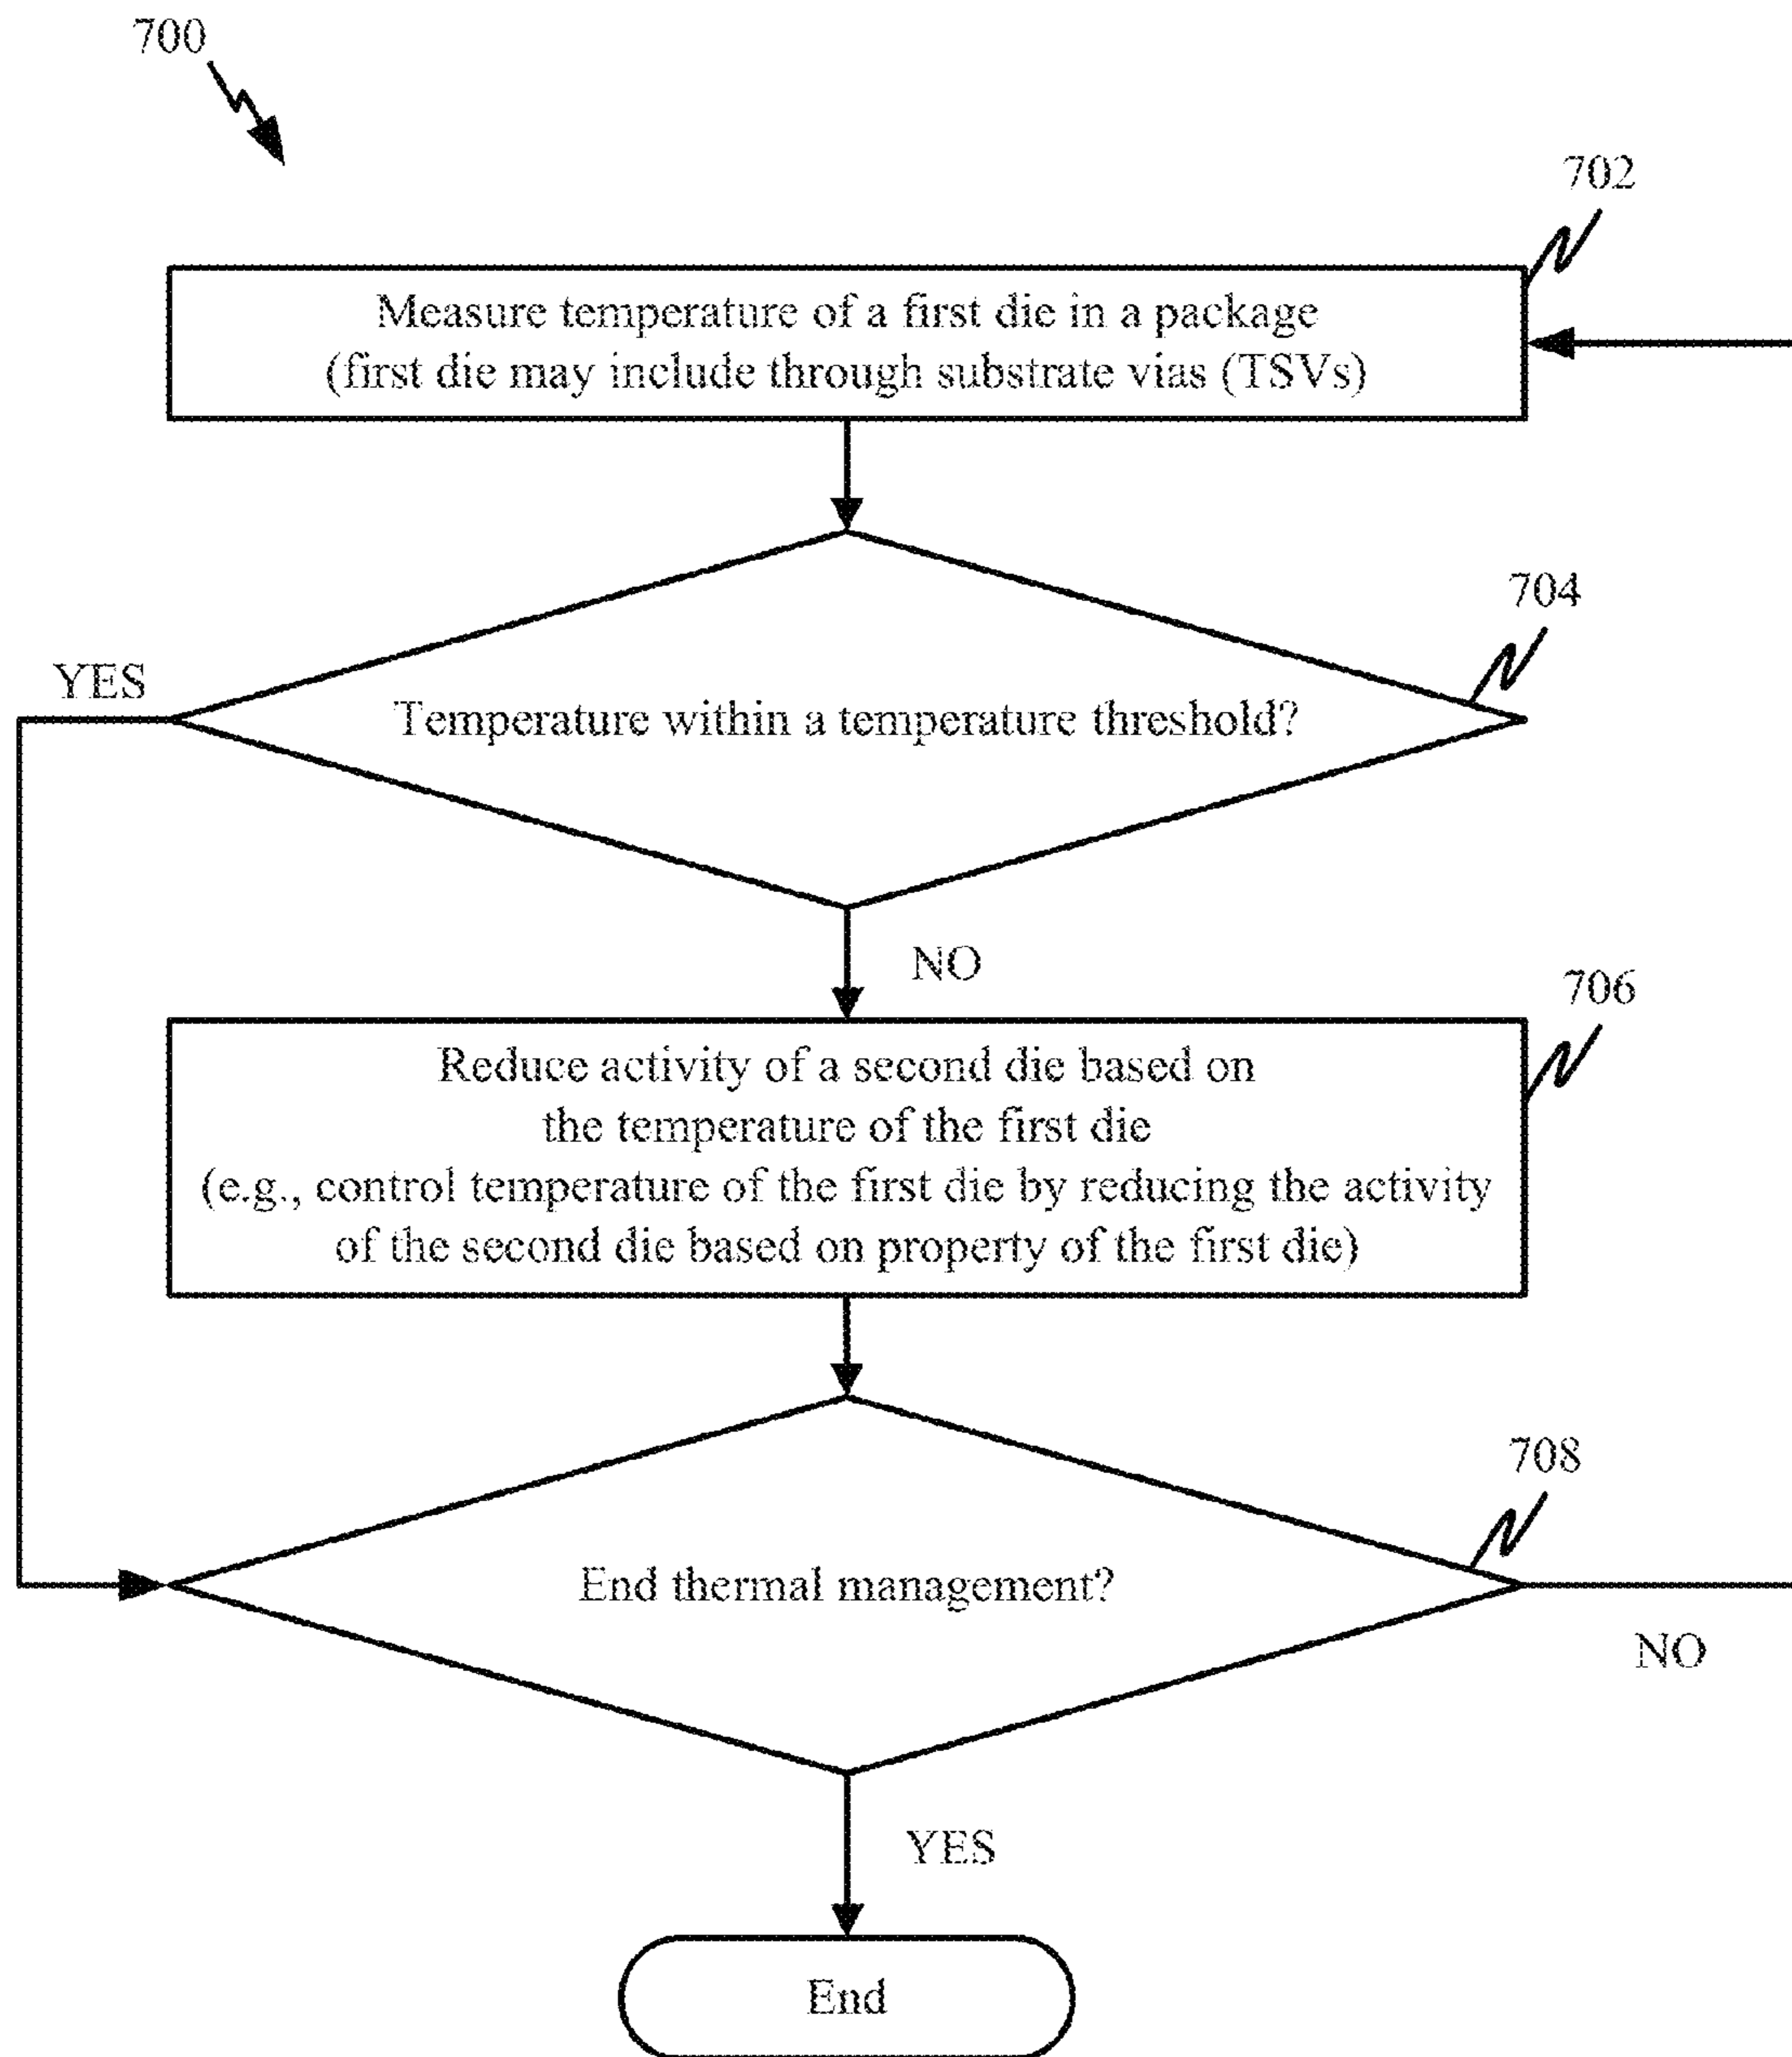 700
702
Measure temperature of a first die in a package
(first die may include through substrate vias (TSVs)
704
YES
Temperature within a temperature threshold?
NO
706
Reduce activity of a second die based on
the temperature of the first die
(e.g., control temperature of the first die by reducing the activity
of the second die based on property of the first die)
708
End thermal management?
NO
YES
End